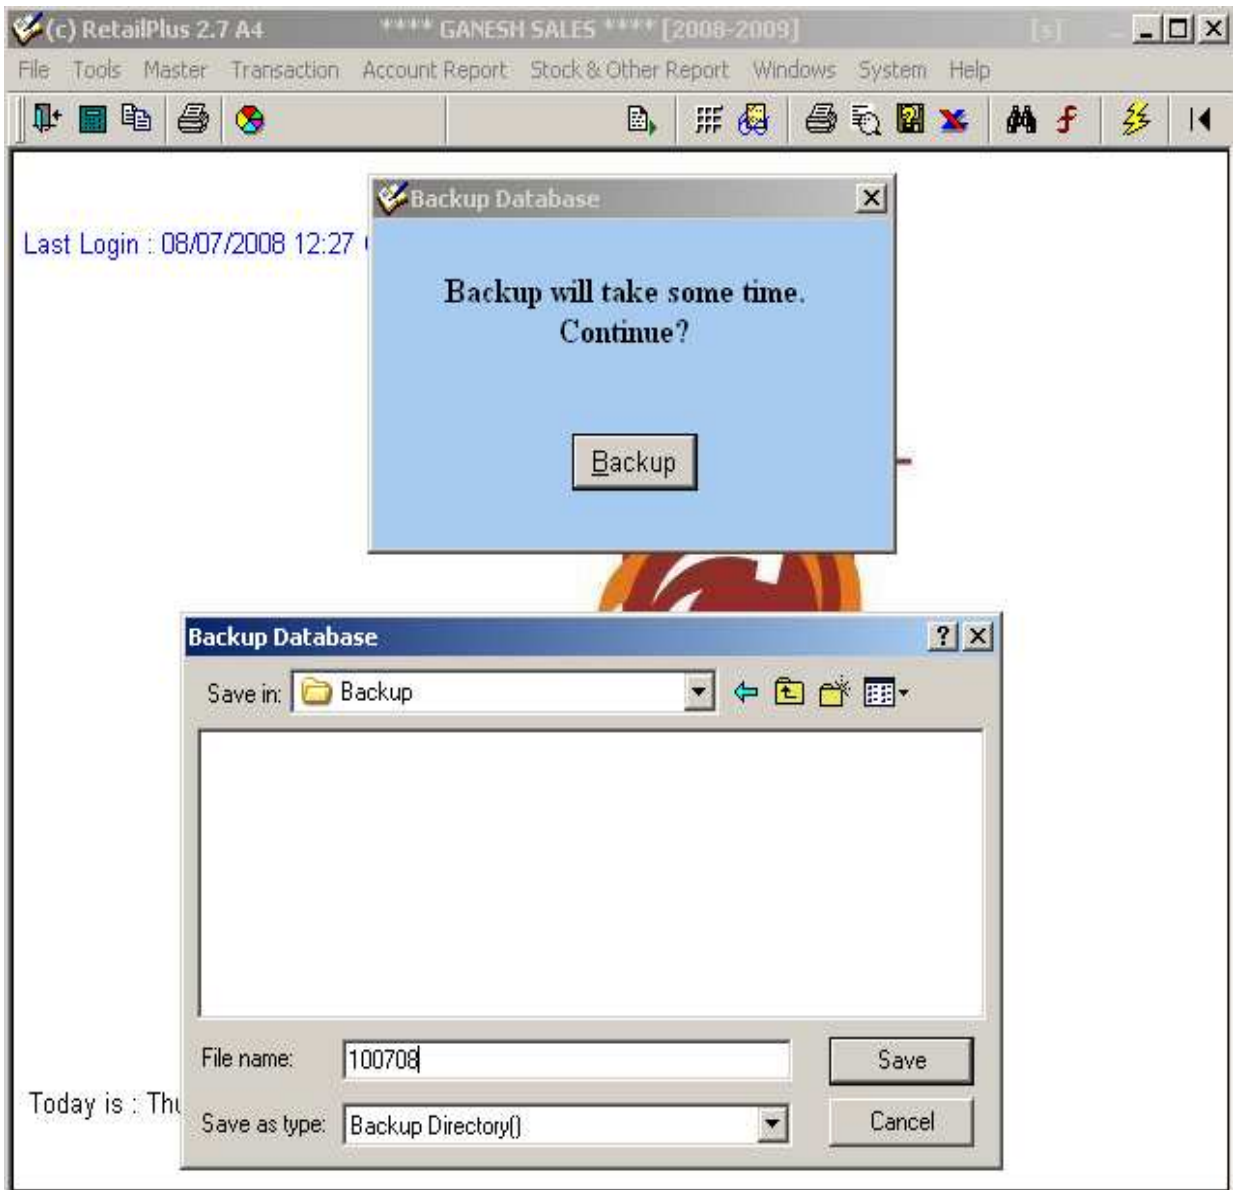 (c) RetailPlus 2.7 A4 **** GANESH SALES **** [2008-2009] [s]
File Tools Master Transaction Account Report Stock & Other Report Windows System Help
Backup Database
Last Login : 08/07/2008 12:27
Backup will take some time.
Continue?
Backup
Backup Database
Save in: Backup
File name: 100708 Save
Today is : Thu
Save as type: Backup Directory() Cancel